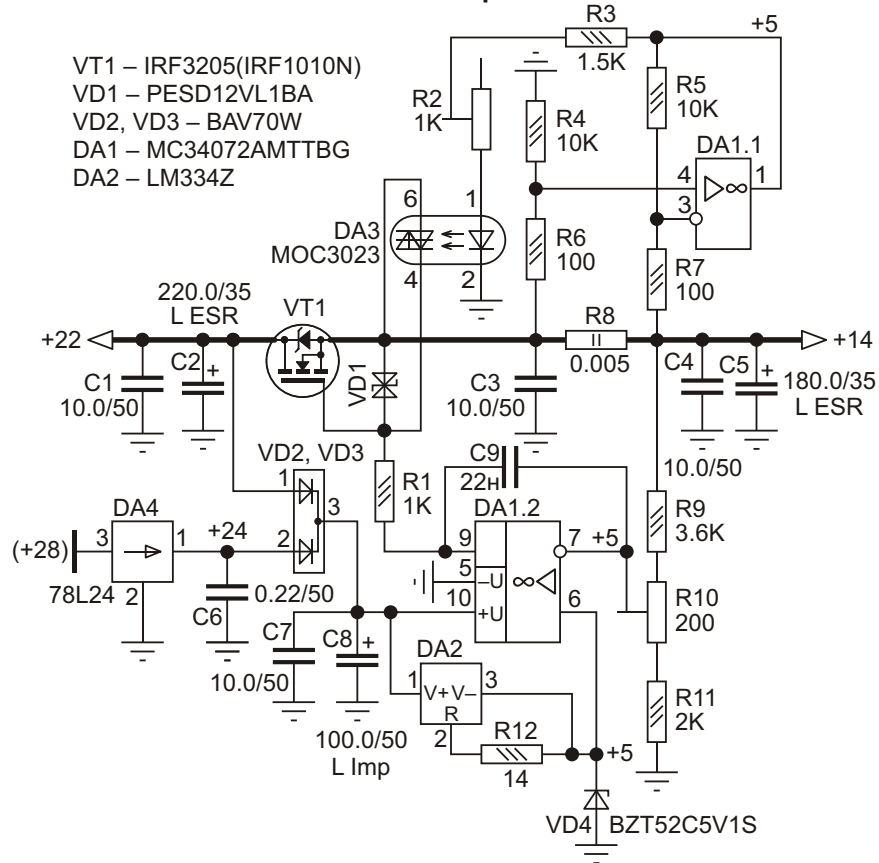 R3
+5
1.5K
VT1 – IRF3205(IRF1010N)
VD1 – PESD12VL1BA
VD2, VD3 – BAV70W
DA1 – MC34072AMTTBG
DA2 – LM334Z
R2
1K
R4
10K
R5
10K
DA1.1
4
1
3
∞
6
1
DA3
MOC3023
4
2
R6
100
R7
100
220.0/35
L ESR
VT1
R8
+22
+14
0.005
C1
10.0/50
C2
+
VD1
C3
10.0/50
C4
C5
+
180.0/35
L ESR
10.0/50
VD2, VD3
1
3
2
C9
22н
R1
1K
DA1.2
9
7
+5
5
–U
∞
10
+U
6
R9
3.6K
DA4
(+28)
3
1
+24
78L24
2
C6
0.22/50
R10
200
C7
10.0/50
C8
+
100.0/50
L Imp
DA2
1
V+
V–
3
R
2
R12
14
+5
R11
2K
VD4
BZT52C5V1S